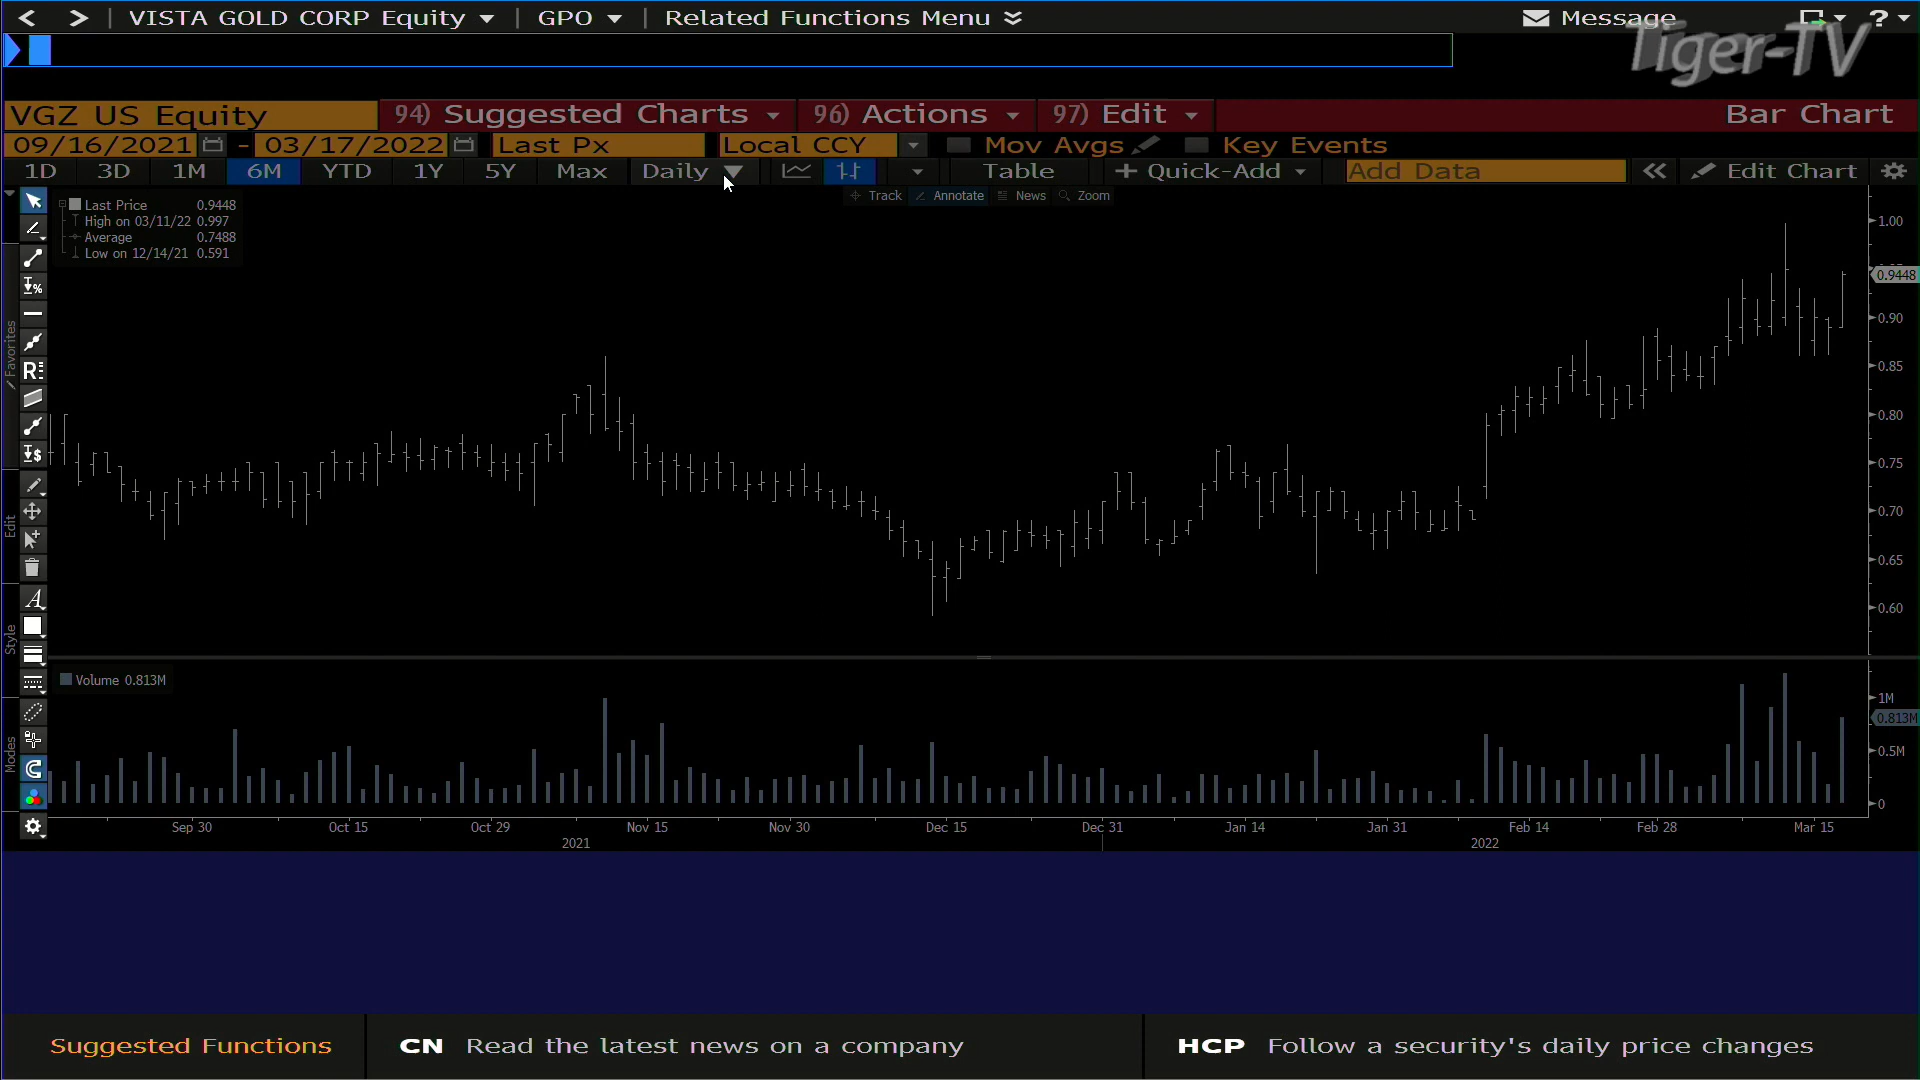 VISTA GOLD CORP Equity | GPO | Related Functions Menu Message ?
Tiger-TV
VGZ US Equity 94) Suggested Charts 96) Actions 97) Edit Bar Chart
09/16/2021 - 03/17/2022 Last Px Local CCY Mov Avgs Key Events
1D 3D 1M 6M YTD 1Y 5Y Max Daily Table + Quick-Add Add Data Edit Chart
Track Annotate News Zoom
Last Price 0.9448
High on 03/11/22 0.997
Average 0.7488
Low on 12/14/21 0.591
Favorites
Edit
Style
Modes
1.00
0.9448
0.90
0.85
0.80
0.75
0.70
0.65
0.60
Volume 0.813M
1M
0.813M
0.5M
0
Sep 30 Oct 15 Oct 29 Nov 15 Nov 30 Dec 15 Dec 31 Jan 14 Jan 31 Feb 14 Feb 28 Mar 15
2021 2022
Suggested Functions CN Read the latest news on a company HCP Follow a security's daily price changes